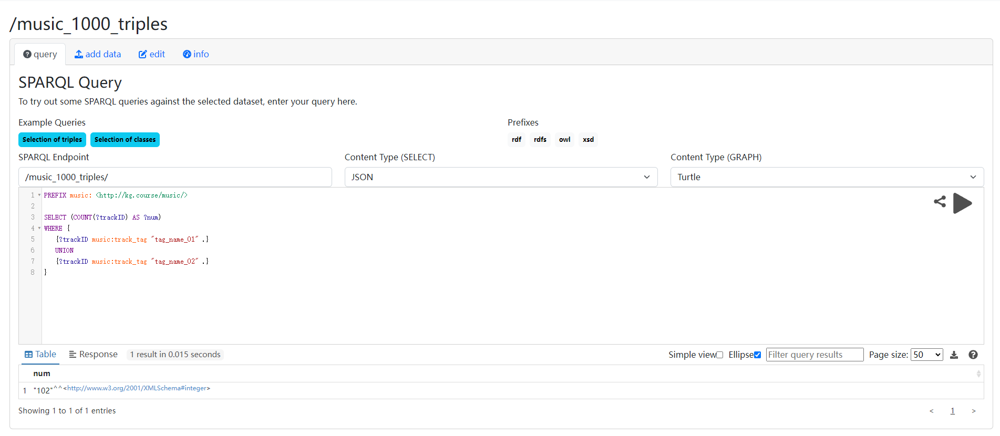 /music_1000_triples
query add data edit info
SPARQL Query
To try out some SPARQL queries against the selected dataset, enter your query here.
Example Queries
Selection of triples Selection of classes
Prefixes
rdf rdfs owl xsd
SPARQL Endpoint
/music_1000_triples/
Content Type (SELECT)
JSON
Content Type (GRAPH)
Turtle
1 PREFIX music: <http://kg.course/music/>
2
3 SELECT (COUNT(?trackID) AS ?num)
4 WHERE {
5 {?trackID music:track_tag "tag_name_01" .}
6 UNION
7 {?trackID music:track_tag "tag_name_02" .}
8 }
Table Response 1 result in 0.015 seconds
Simple view Ellipse Filter query results Page size: 50
num
1 "102"^^<http://www.w3.org/2001/XMLSchema#integer>
Showing 1 to 1 of 1 entries
< 1 >